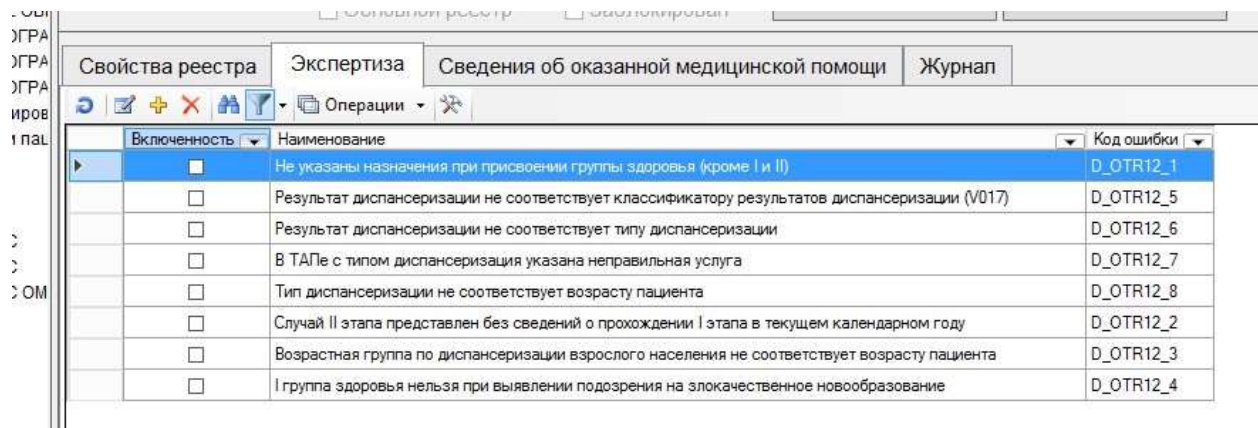 Основной реестр Заблокирован
Свойства реестра Экспертиза Сведения об оказанной медицинской помощи Журнал
Операции
Включенность Наименование Код ошибки
Не указаны назначения при присвоении группы здоровья (кроме I и II) D_OTR12_1
Результат диспансеризации не соответствует классификатору результатов диспансеризации (V017) D_OTR12_5
Результат диспансеризации не соответствует типу диспансеризации D_OTR12_6
В ТАПе с типом диспансеризация указана неправильная услуга D_OTR12_7
Тип диспансеризации не соответствует возрасту пациента D_OTR12_8
Случай II этапа представлен без сведений о прохождении I этапа в текущем календарном году D_OTR12_2
Возрастная группа по диспансеризации взрослого населения не соответствует возрасту пациента D_OTR12_3
I группа здоровья нельзя при выявлении подозрения на злокачественное новообразование D_OTR12_4